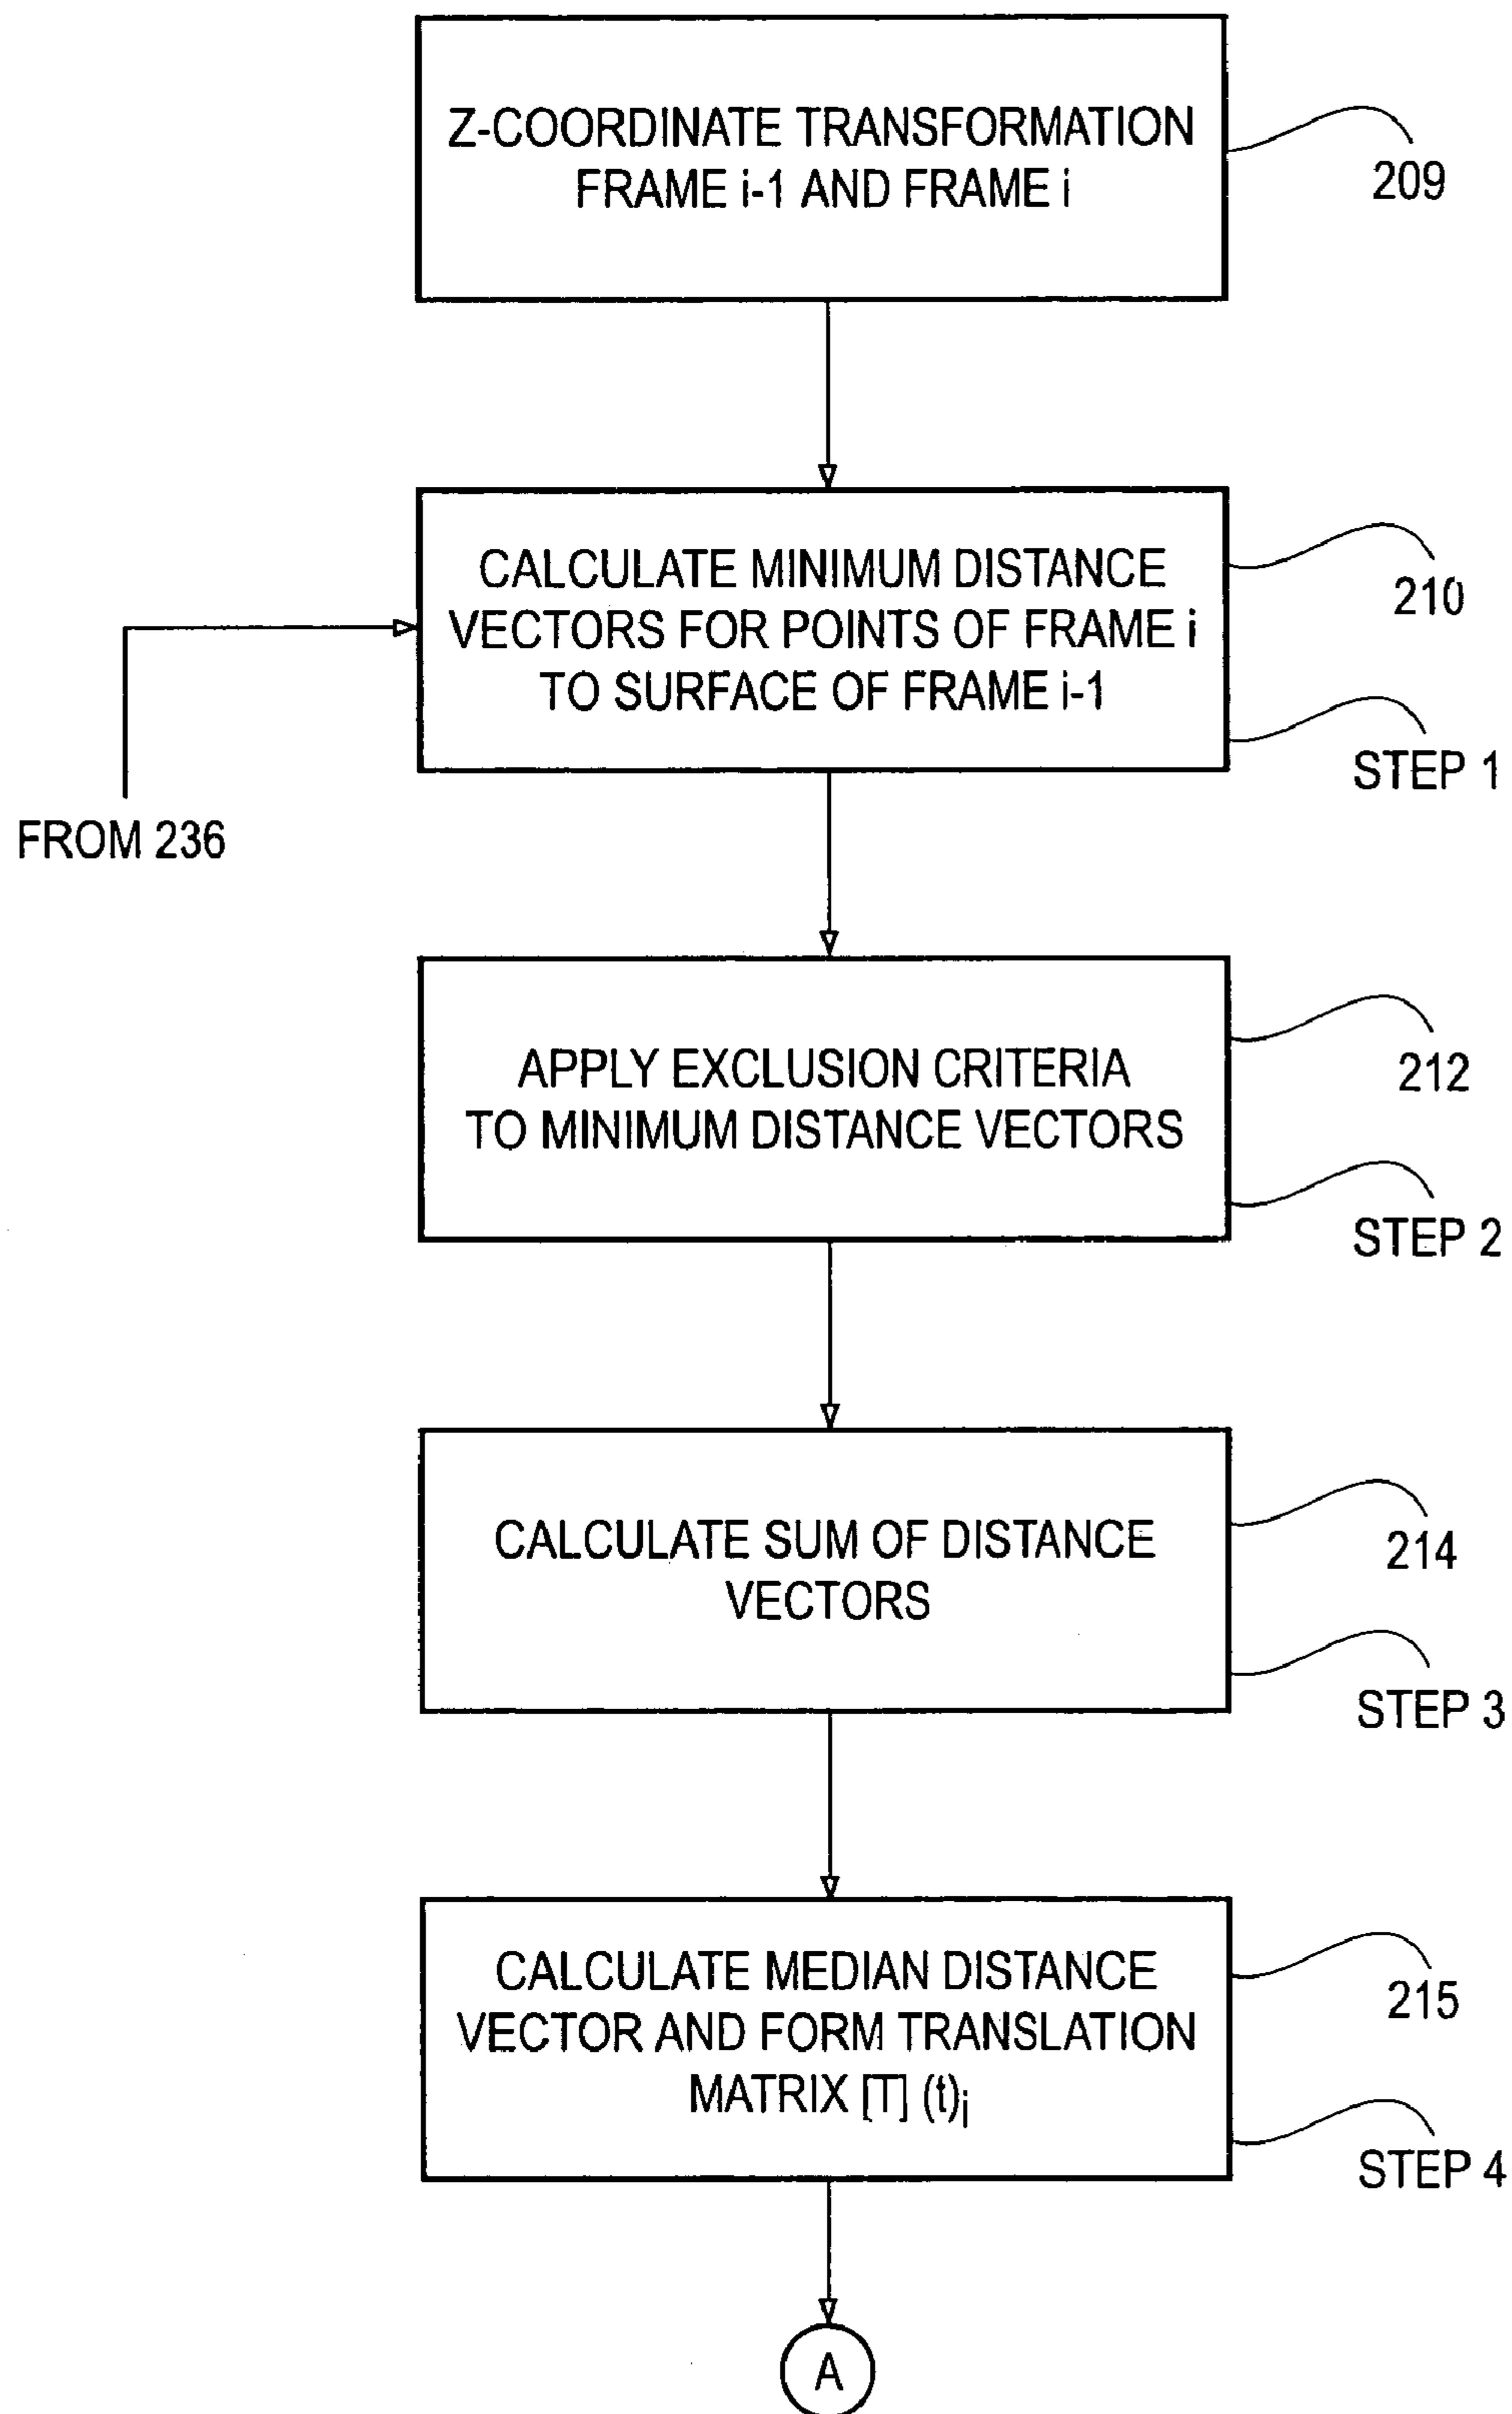 Z-COORDINATE TRANSFORMATION
FRAME i-1 AND FRAME i
209
CALCULATE MINIMUM DISTANCE
VECTORS FOR POINTS OF FRAME i
TO SURFACE OF FRAME i-1
210
STEP 1
FROM 236
APPLY EXCLUSION CRITERIA
TO MINIMUM DISTANCE VECTORS
212
STEP 2
CALCULATE SUM OF DISTANCE
VECTORS
214
STEP 3
CALCULATE MEDIAN DISTANCE
VECTOR AND FORM TRANSLATION
MATRIX [T] (t)i
215
STEP 4
A